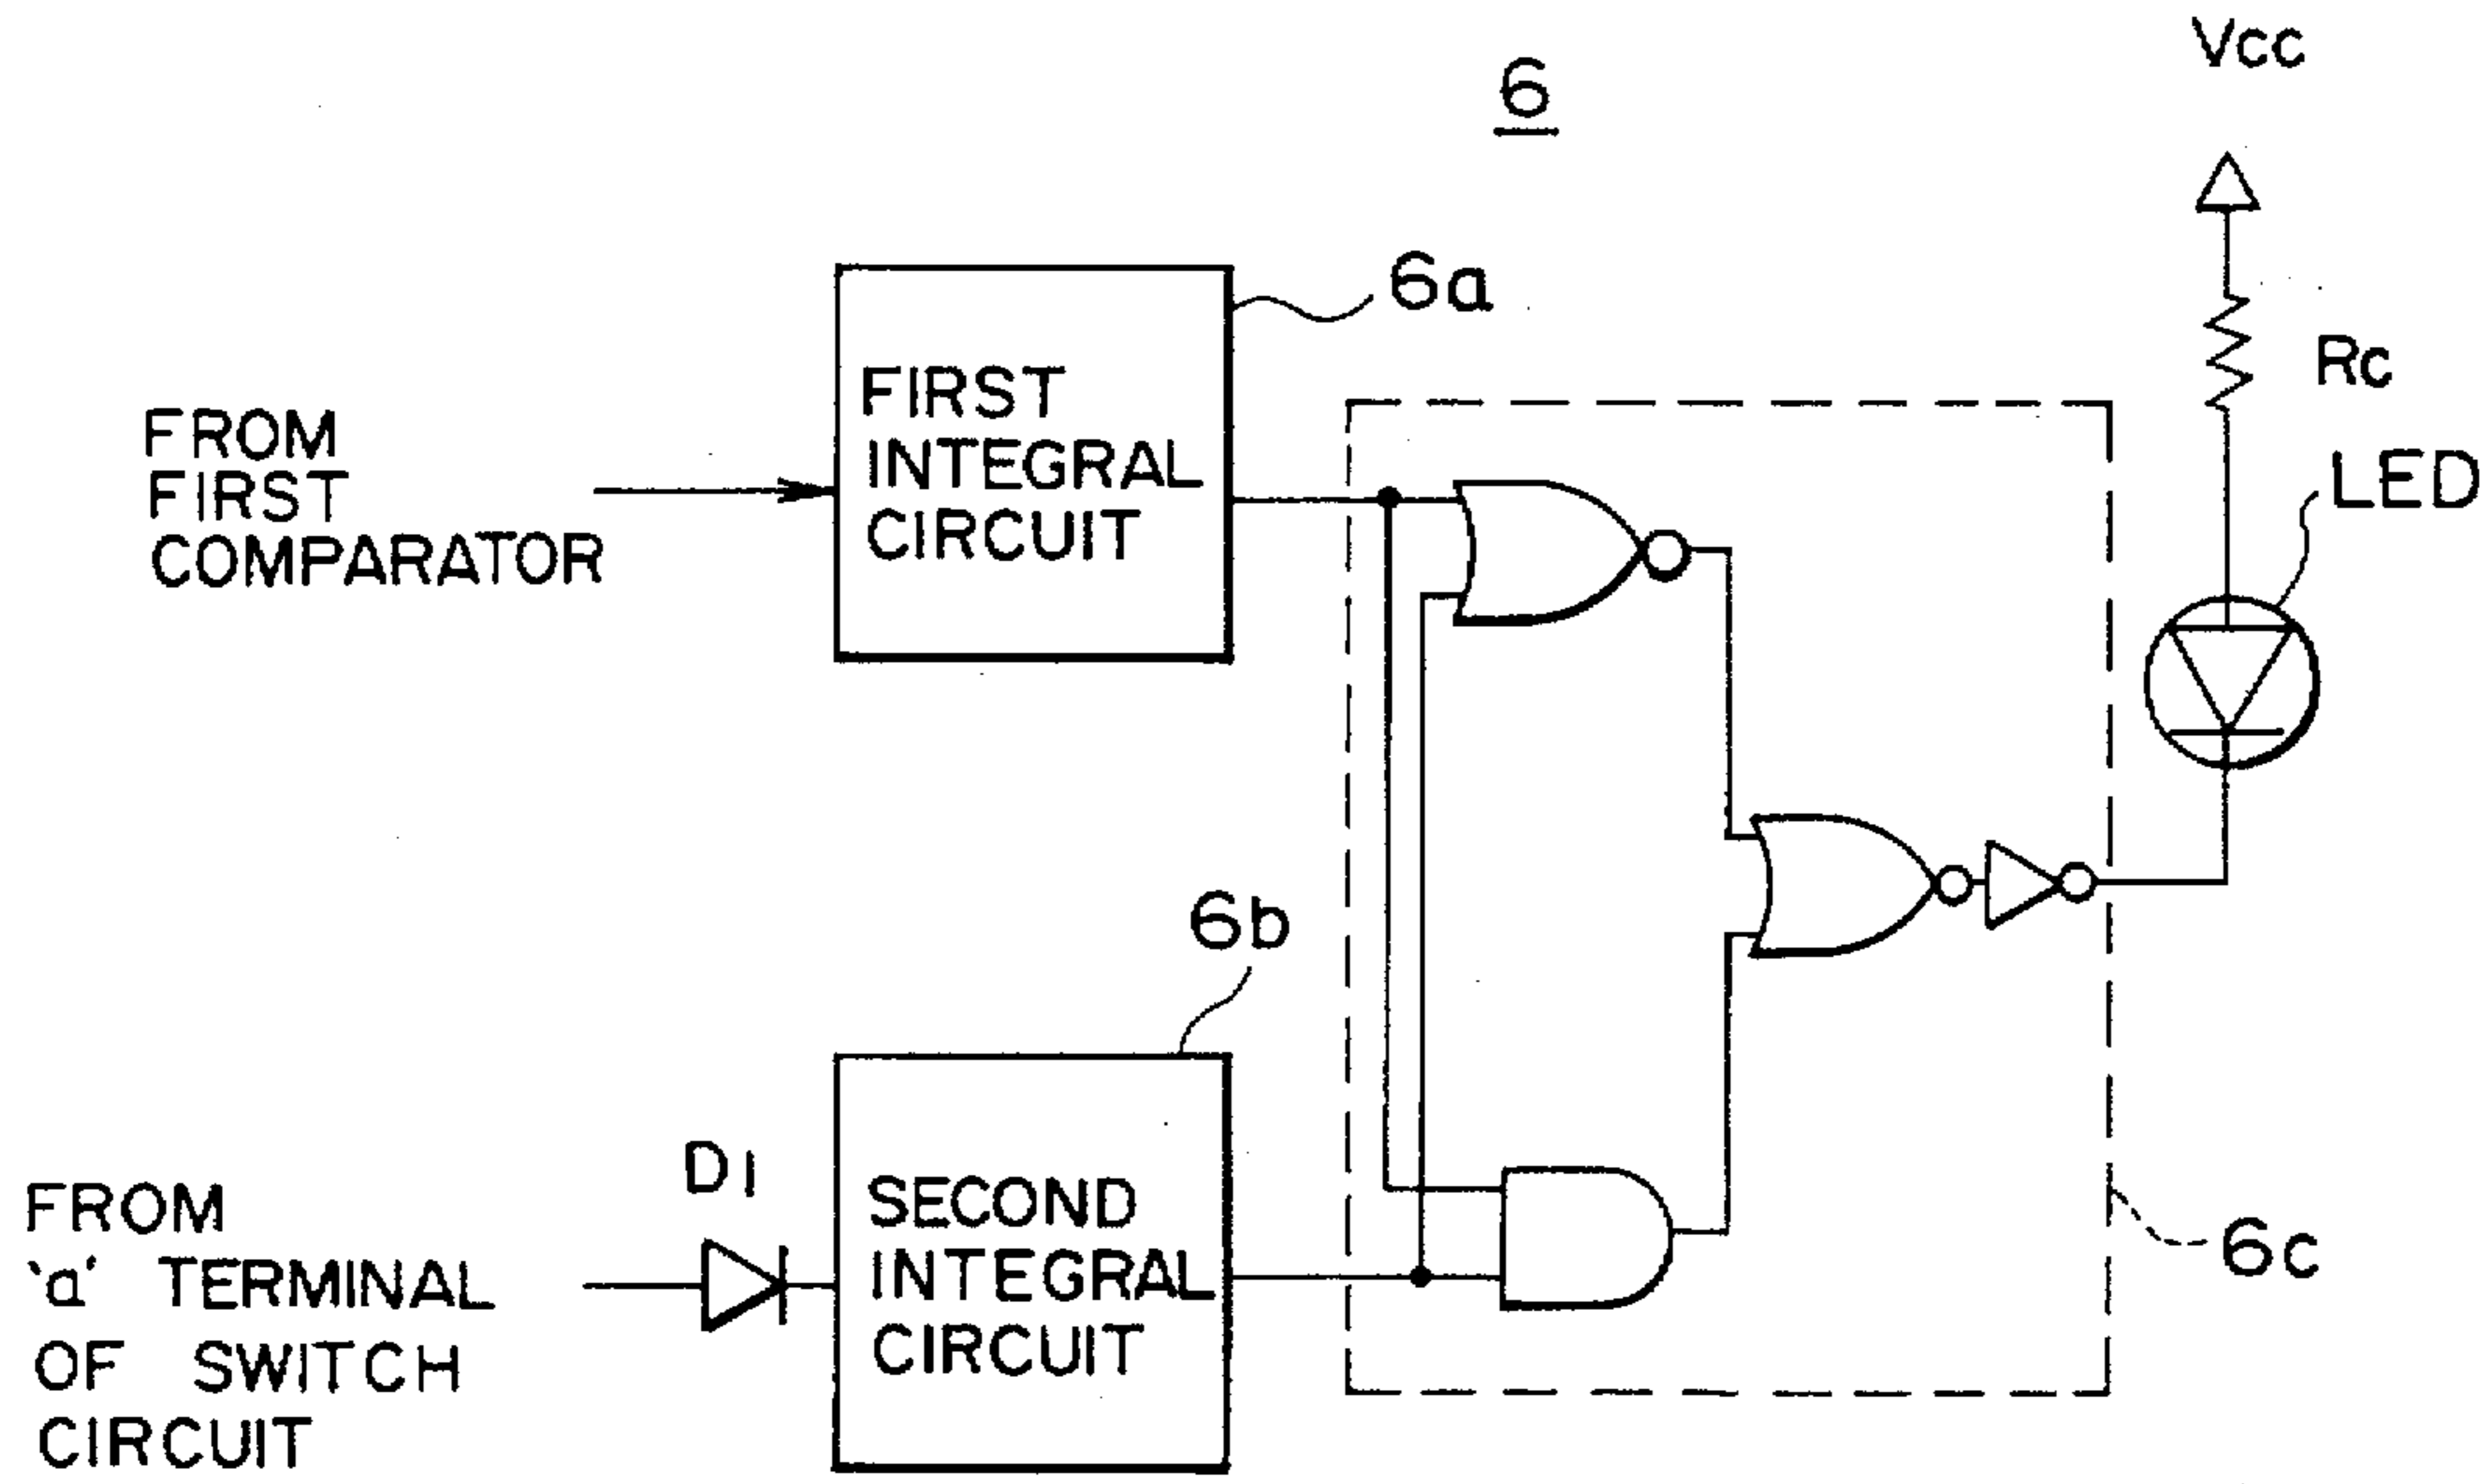 6
Vcc
6a
FIRST
INTEGRAL
CIRCUIT
Rc
FROM
FIRST
COMPARATOR
LED
6b
D1
SECOND
INTEGRAL
CIRCUIT
FROM
'a' TERMINAL
OF SWITCH
CIRCUIT
6c